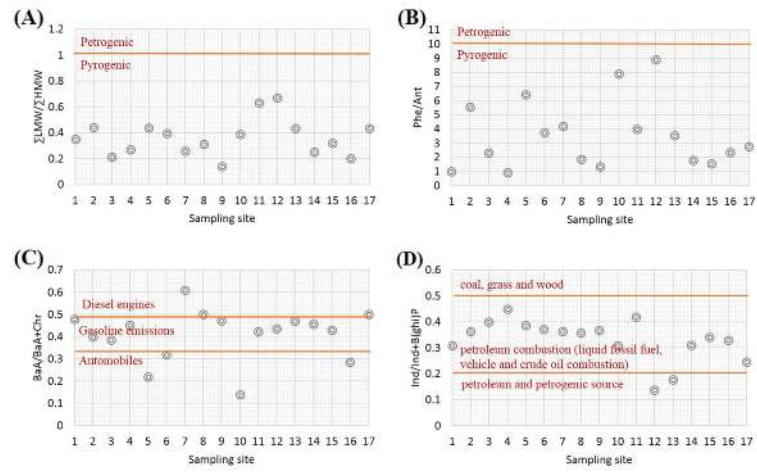 (A)
1.2
1
0.8
0.6
0.4
0.2
0
ΣLMW/ΣHMW
Petrogenic
Pyrogenic
1 2 3 4 5 6 7 8 9 10 11 12 13 14 15 16 17
Sampling site
(B)
11
10
9
8
7
6
5
4
3
2
1
0
Phe/Ant
Petrogenic
Pyrogenic
1 2 3 4 5 6 7 8 9 10 11 12 13 14 15 16 17
Sampling site
(C)
0.7
0.6
0.5
0.4
0.3
0.2
0.1
0
BaA/BaA+Chr
Diesel engines
Gasoline emissions
Automobiles
1 2 3 4 5 6 7 8 9 10 11 12 13 14 15 16 17
Sampling site
(D)
0.6
0.5
0.4
0.3
0.2
0.1
0
Ind/Ind+B(ghi)P
coal, grass and wood
petroleum combustion (liquid fossil fuel,
vehicle and crude oil combustion)
petroleum and petrogenic source
1 2 3 4 5 6 7 8 9 10 11 12 13 14 15 16 17
Sampling site